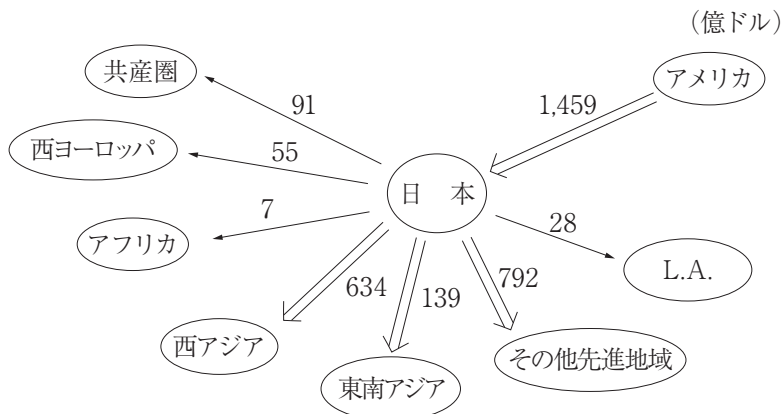 (億ドル)
共産圏
アメリカ
91
1,459
西ヨーロッパ
55
日 本
7
28
アフリカ
L.A.
634
139
792
西アジア
東南アジア
その他先進地域